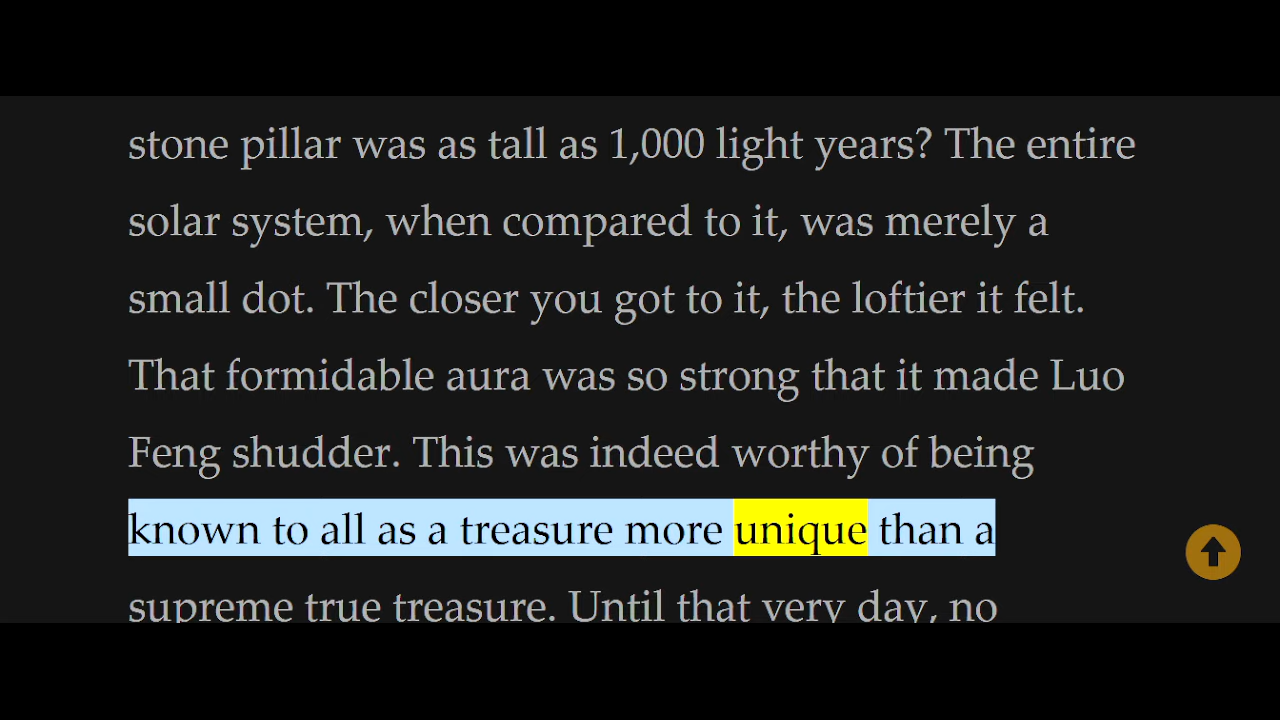 stone pillar was as tall as 1,000 light years? The entire
solar system, when compared to it, was merely a
small dot. The closer you got to it, the loftier it felt.
That formidable aura was so strong that it made Luo
Feng shudder. This was indeed worthy of being
known to all as a treasure more unique than a
supreme true treasure. Until that very day, no